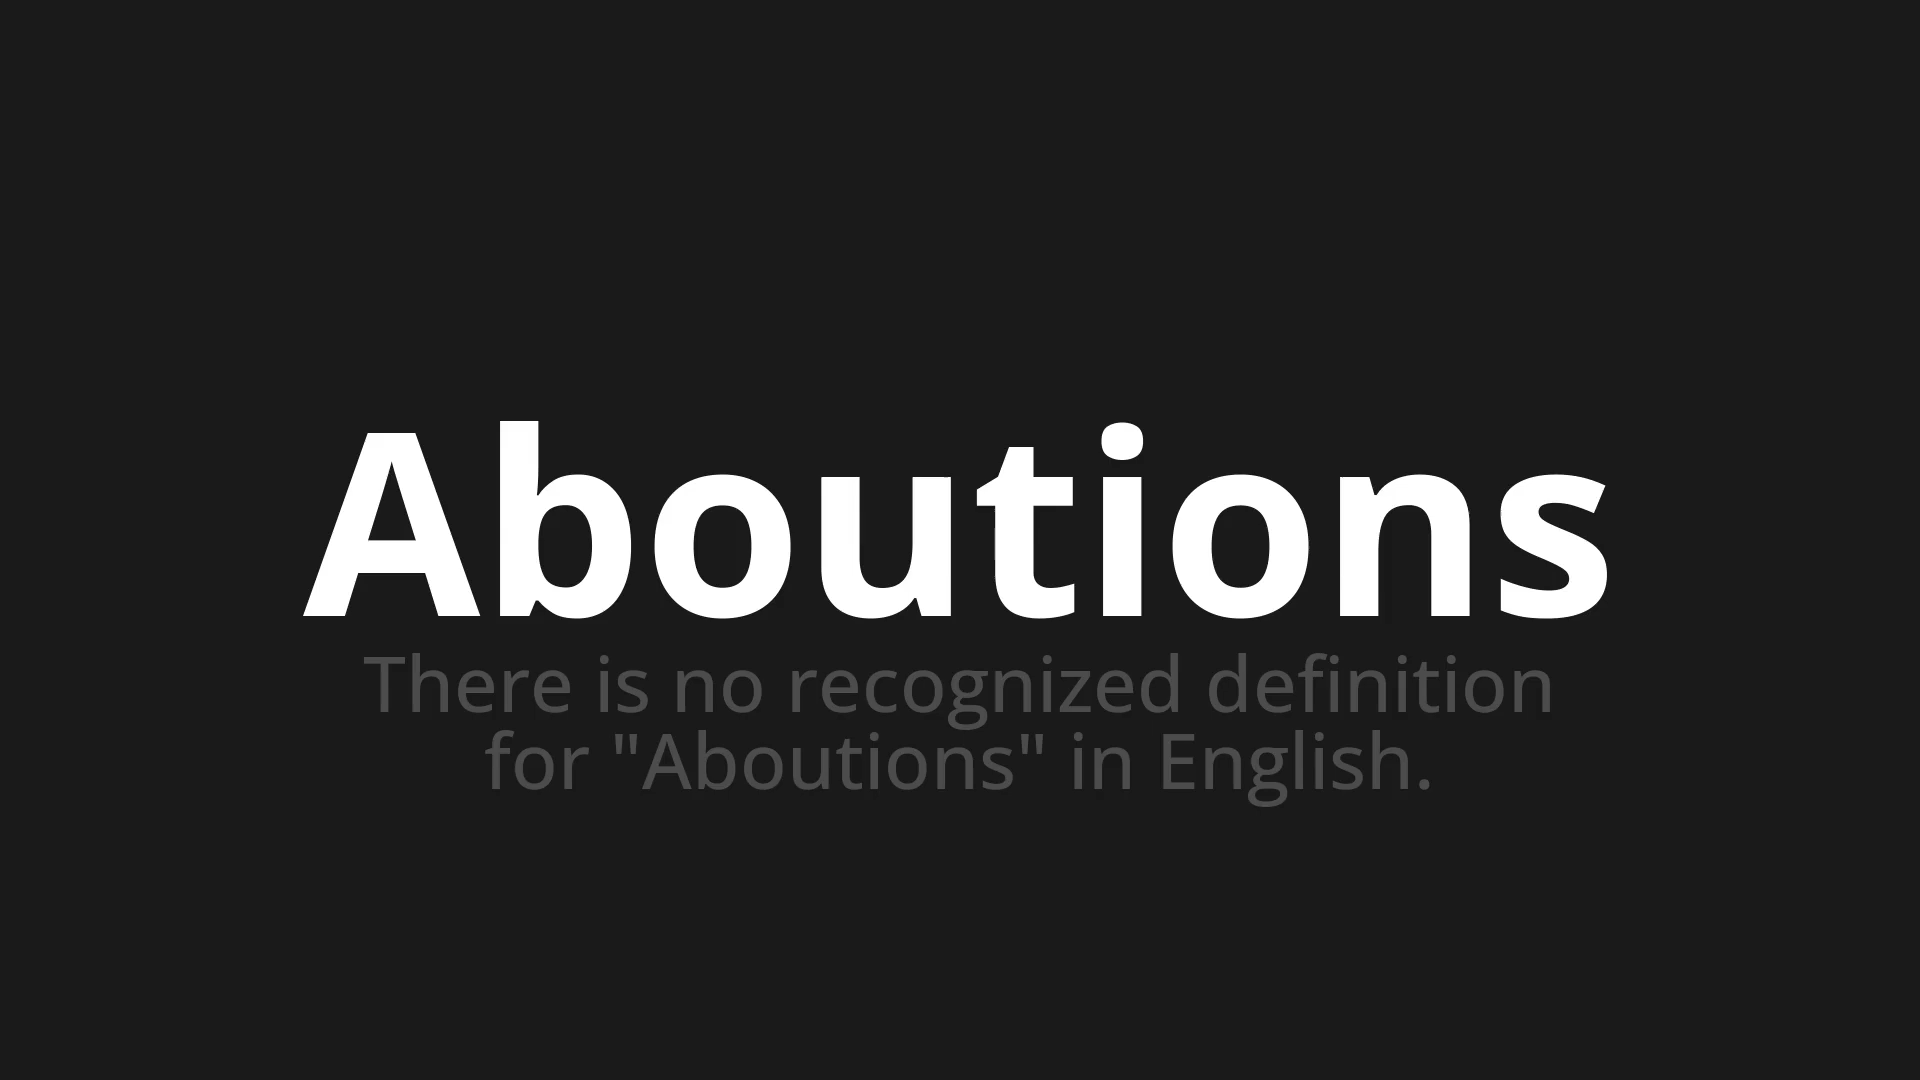 Aboutions
There is no recognized definition
for "Aboutions" in English.